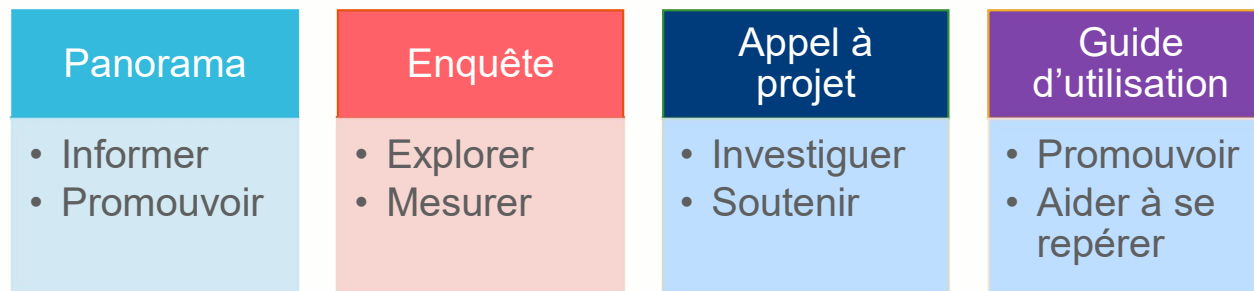 Panorama
• Informer
• Promouvoir
Enquête
• Explorer
• Mesurer
Appel à
projet
• Investiguer
• Soutenir
Guide
d’utilisation
• Promouvoir
• Aider à se
repérer